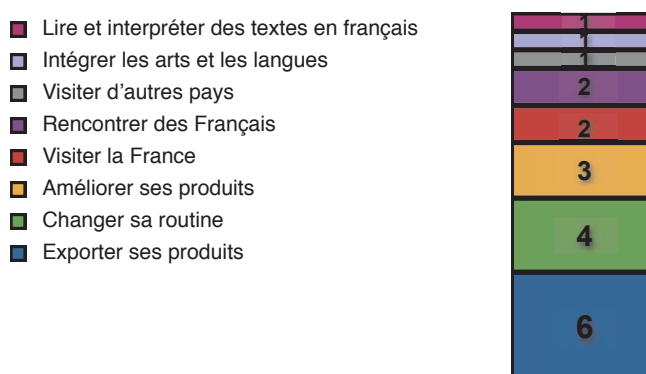 Lire et interpréter des textes en français
Intégrer les arts et les langues
Visiter d'autres pays
Rencontrer des Français
Visiter la France
Améliorer ses produits
Changer sa routine
Exporter ses produits
1
1
1
2
2
3
4
6